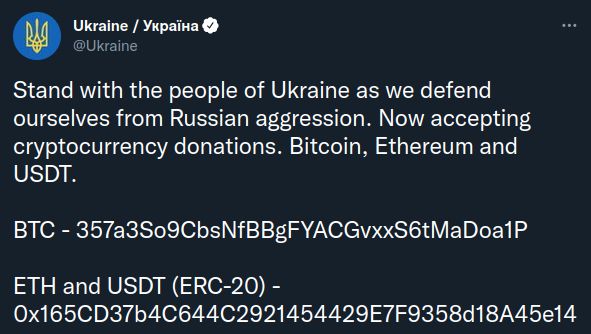 Ukraine / Україна
@Ukraine
Stand with the people of Ukraine as we defend
ourselves from Russian aggression. Now accepting
cryptocurrency donations. Bitcoin, Ethereum and
USDT.
BTC - 357a3So9CbsNfBBgFYACGvxxS6tMaDoa1P
ETH and USDT (ERC-20) -
0x165CD37b4C644C2921454429E7F9358d18A45e14